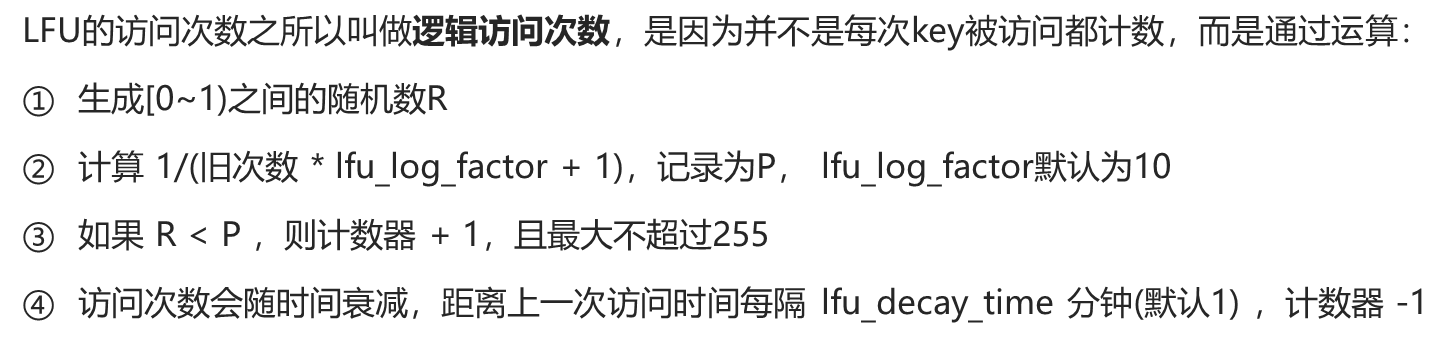 LFU的访问次数之所以叫做逻辑访问次数，是因为并不是每次key被访问都计数，而是通过运算：
① 生成[0~1)之间的随机数R
② 计算 1/(旧次数 * lfu_log_factor + 1)，记录为P， lfu_log_factor默认为10
③ 如果 R < P ，则计数器 + 1，且最大不超过255
④ 访问次数会随时间衰减，距离上一次访问时间每隔 lfu_decay_time 分钟(默认1) ，计数器 -1